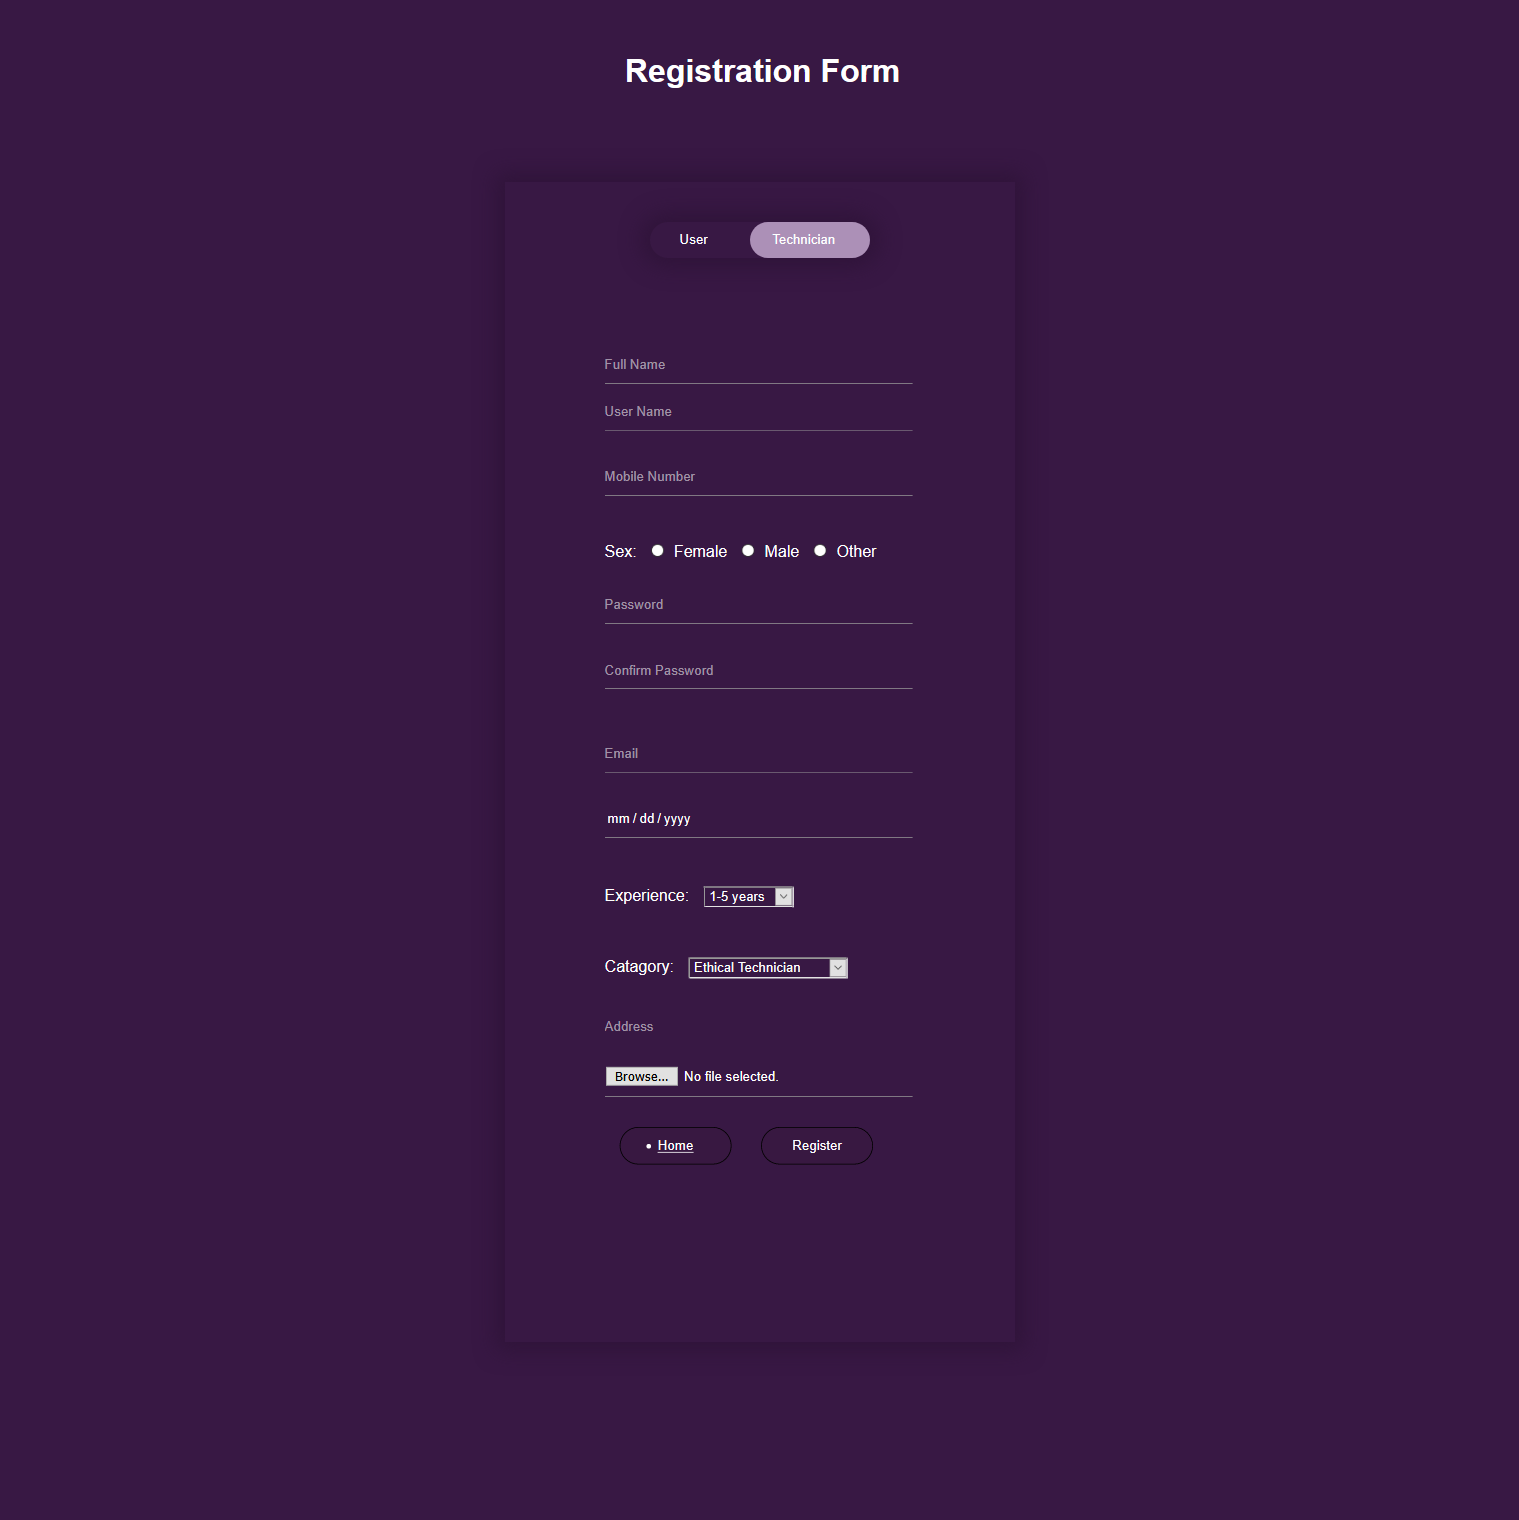 Registration Form
User Technician
Full Name
User Name
Mobile Number
Sex: Female Male Other
Password
Confirm Password
Email
mm / dd / yyyy
Experience: 1-5 years
Catagory: Ethical Technician
Address
Browse... No file selected.
• Home Register